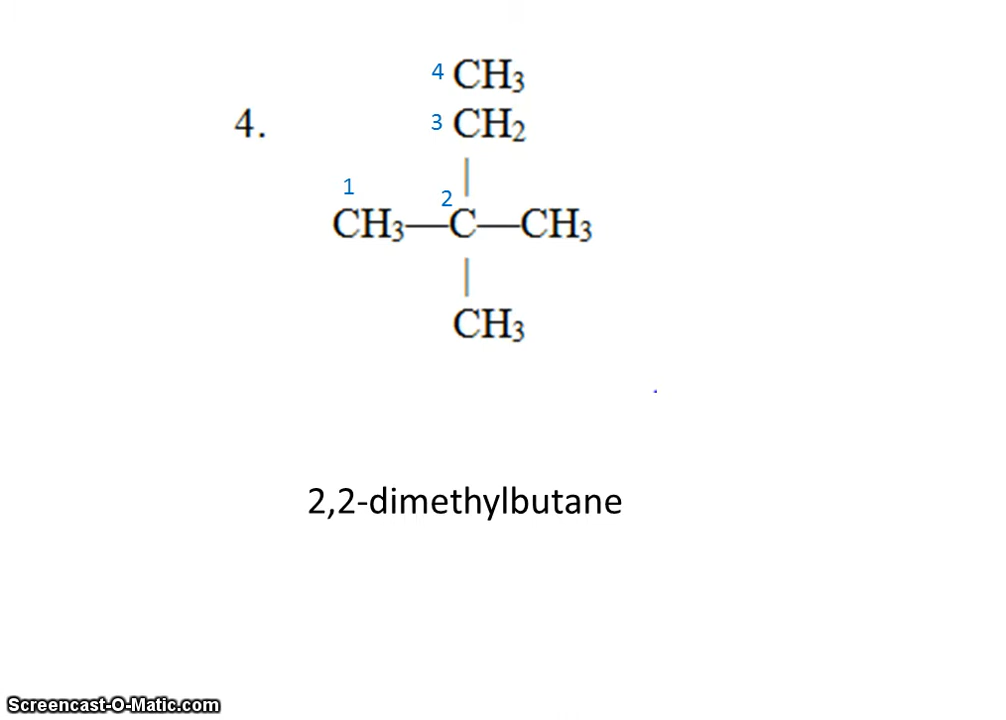 4 CH3
4. 3 CH2
|
1 2
CH3—C—CH3
|
CH3
2,2-dimethylbutane
Screencast-O-Matic.com